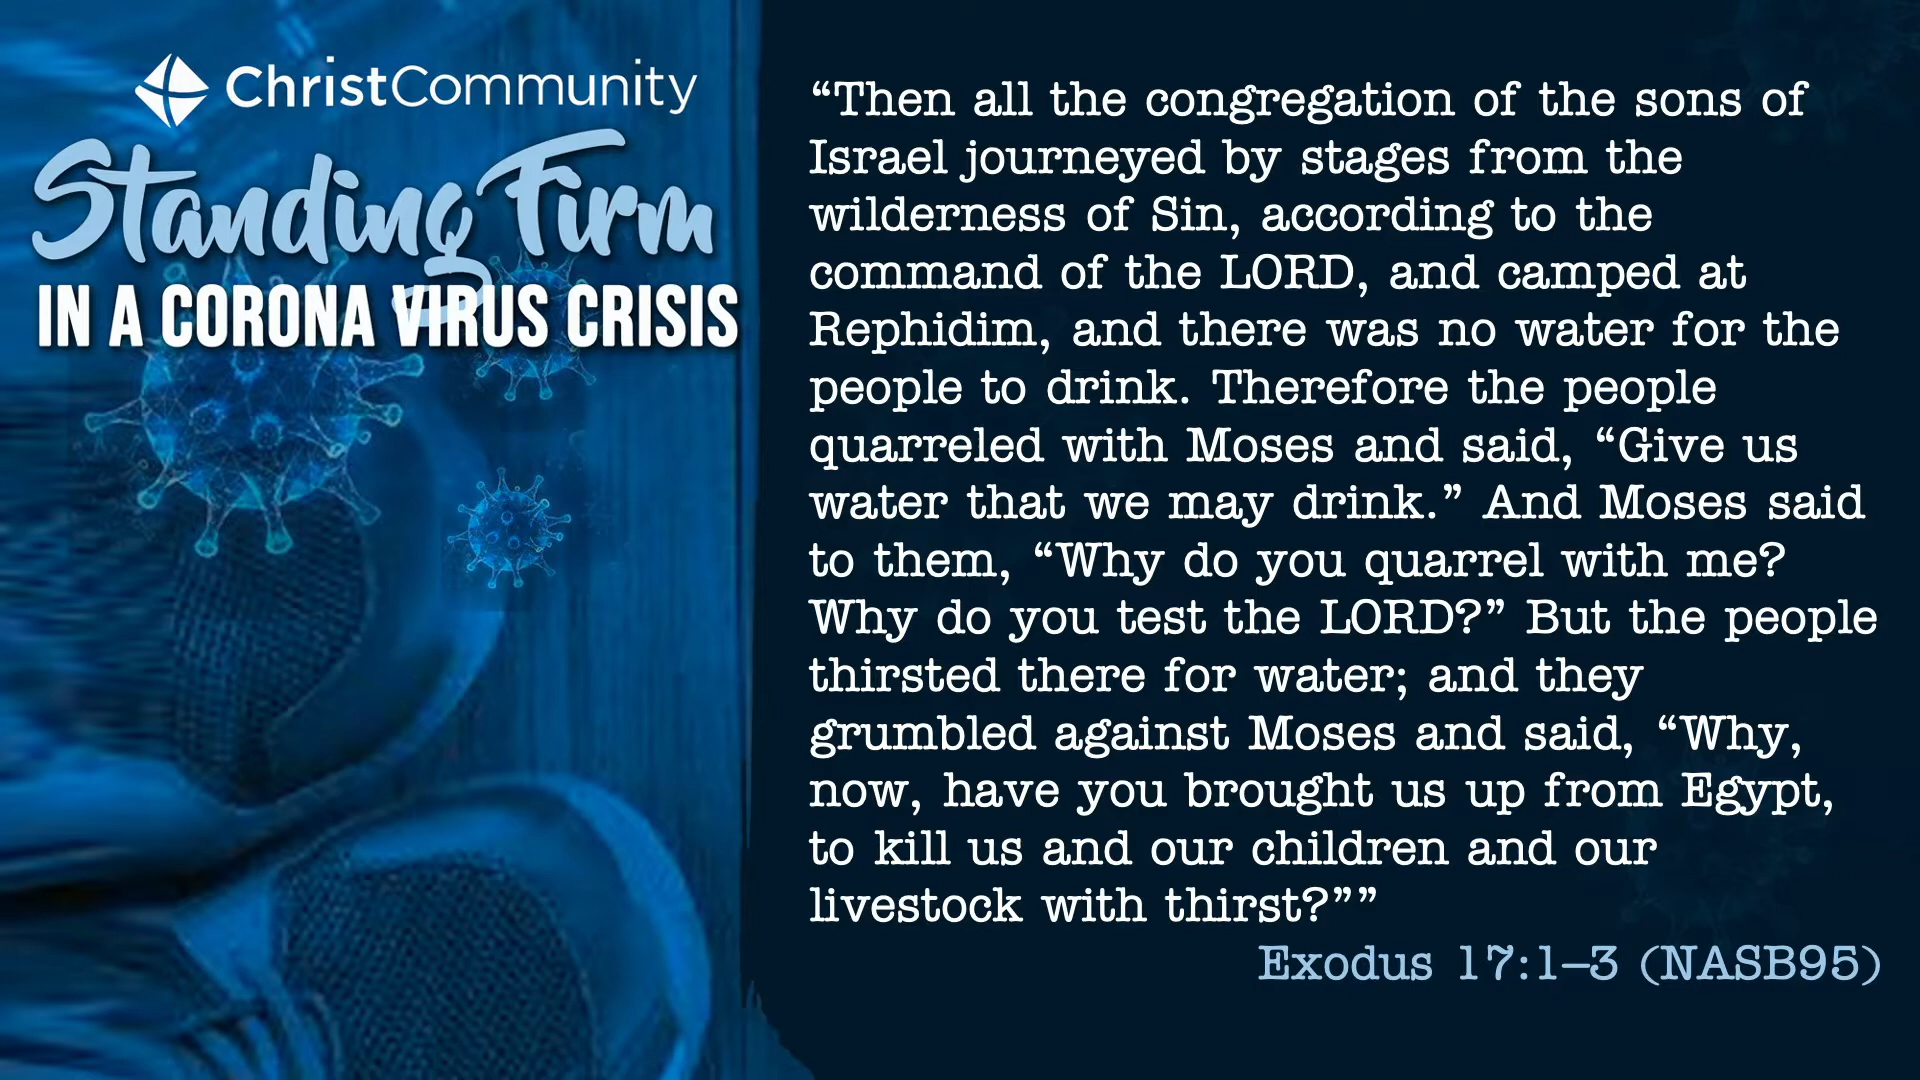 ChristCommunity
Standing Firm
IN A CORONA VIRUS CRISIS
“Then all the congregation of the sons of
Israel journeyed by stages from the
wilderness of Sin, according to the
command of the LORD, and camped at
Rephidim, and there was no water for the
people to drink. Therefore the people
quarreled with Moses and said, “Give us
water that we may drink.” And Moses said
to them, “Why do you quarrel with me?
Why do you test the LORD?” But the people
thirsted there for water; and they
grumbled against Moses and said, “Why,
now, have you brought us up from Egypt,
to kill us and our children and our
livestock with thirst?””
Exodus 17:1–3 (NASB95)